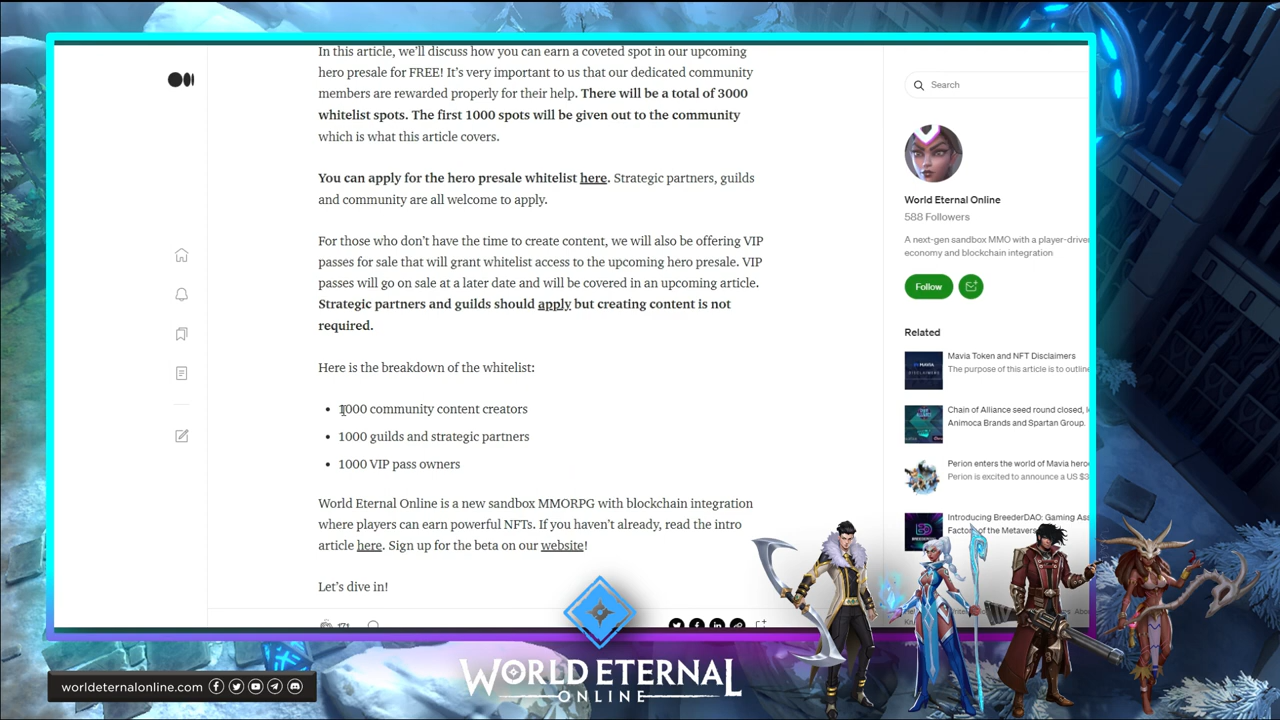 In this article, we'll discuss how you can earn a coveted spot in our upcoming
hero presale for FREE! It's very important to us that our dedicated community
members are rewarded properly for their help. There will be a total of 3000
whitelist spots. The first 1000 spots will be given out to the community
which is what this article covers.
You can apply for the hero presale whitelist here. Strategic partners, guilds
and community are all welcome to apply.
For those who don't have the time to create content, we will also be offering VIP
passes for sale that will grant whitelist access to the upcoming hero presale. VIP
passes will go on sale at a later date and will be covered in an upcoming article.
Strategic partners and guilds should apply but creating content is not
required.
Here is the breakdown of the whitelist:
• 1000 community content creators
• 1000 guilds and strategic partners
• 1000 VIP pass owners
World Eternal Online is a new sandbox MMORPG with blockchain integration
where players can earn powerful NFTs. If you haven't already, read the intro
article here. Sign up for the beta on our website!
Let's dive in!
171
Search
World Eternal Online
588 Followers
A next-gen sandbox MMO with a player-driven
economy and blockchain integration
Follow
Related
Mavia Token and NFT Disclaimers
The purpose of this article is to outline
Chain of Alliance seed round closed,
Animoca Brands and Spartan Group.
Perion enters the world of Mavia
Perion is excited to announce a US
Introducing BreederDAO: Gaming
of the Metaverse
worldeternalonline.com
WORLD ETERNAL
ONLINE